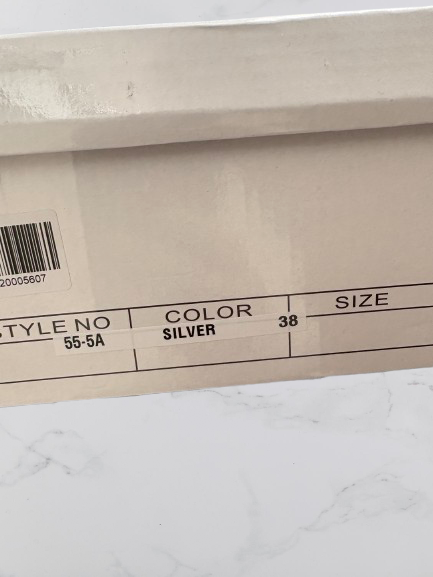 20005607
STYLE NO COLOR SIZE
55-5A SILVER 38